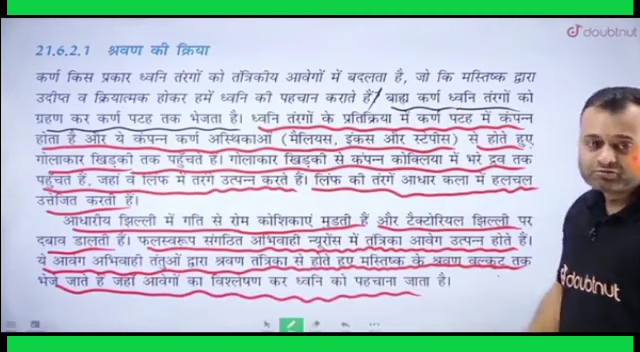 doubtnut
21.6.2.1 श्रवण की क्रिया
कर्ण किस प्रकार ध्वनि तरंगों को तंत्रिकीय आवेगों में बदलता है, जो कि मस्तिष्क द्वारा
उदीप्त व क्रियात्मक होकर हमें ध्वनि की पहचान कराते हैं? बाह्य कर्ण ध्वनि तरंगों को
ग्रहण कर कर्ण पटह तक भेजता है। ध्वनि तरंगों के प्रतिक्रिया में कर्ण पटह में कंपन्न
होता है और ये कंपन्न कर्ण अस्थिकाओं (मैलियस, इंकस और स्टेपीस) से होते हुए
गोलाकार खिड़की तक पहुँचते हैं। गोलाकार खिड़की से कंपन कोक्लिया में भरे द्रव तक
पहुँचते हैं, जहां वे लिंफ में तरंगें उत्पन्न करते हैं। लिंफ की तरंगें आधार कला में हलचल
उत्तेजित करती हैं।
आधारीय झिल्ली में गति से रोम कोशिकाएं मुड़ती हैं और टैक्टोरियल झिल्ली पर
दबाव डालती हैं। फलस्वरूप संगठित अभिवाही न्यूरोंस में तंत्रिका आवेग उत्पन्न होते हैं।
ये आवेग अभिवाही तंतुओं द्वारा श्रवण तंत्रिका से होते हुए मस्तिष्क के श्रवण वल्कुट तक
भेजे जाते हैं जहां आवेगों का विश्लेषण कर ध्वनि को पहचाना जाता है।
doubtnut